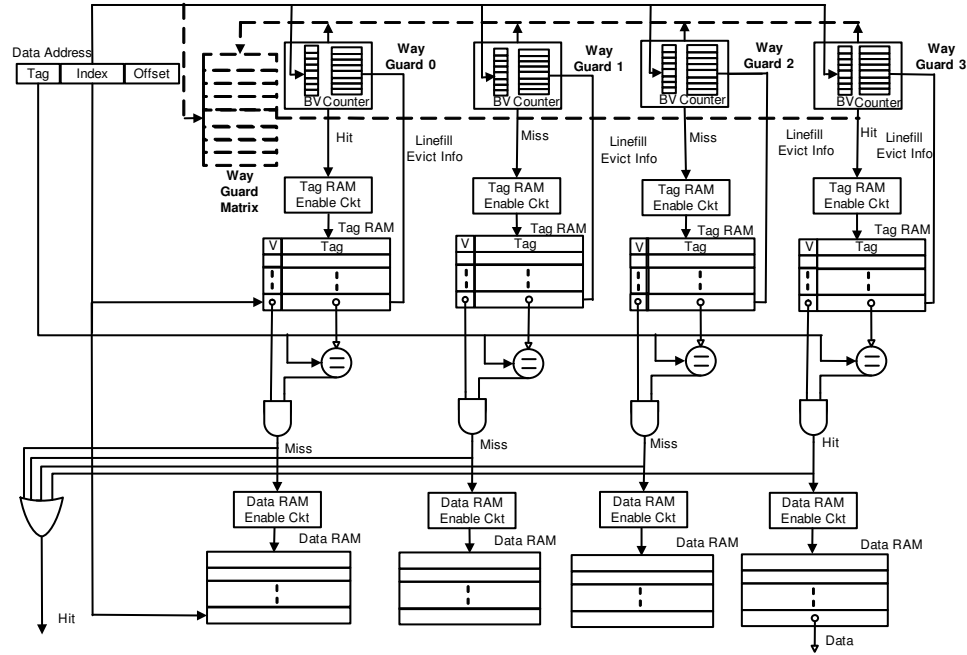 Data Address
Tag Index Offset
Way
Guard 0
Way
Guard 1
Way
Guard 2
Way
Guard 3
BV Counter
BV Counter
BV Counter
BV Counter
Way
Guard
Matrix
Hit
Linefill
Evict Info
Miss
Linefill
Evict Info
Miss
Linefill
Evict Info
Hit
Linefill
Evict Info
Tag RAM
Enable Ckt
Tag RAM
Enable Ckt
Tag RAM
Enable Ckt
Tag RAM
Enable Ckt
Tag RAM
Tag RAM
Tag RAM
Tag RAM
V Tag
V Tag
V Tag
V Tag
Miss
Miss
Miss
Hit
Data RAM
Enable Ckt
Data RAM
Enable Ckt
Data RAM
Enable Ckt
Data RAM
Enable Ckt
Data RAM
Data RAM
Data RAM
Data RAM
Hit
Data